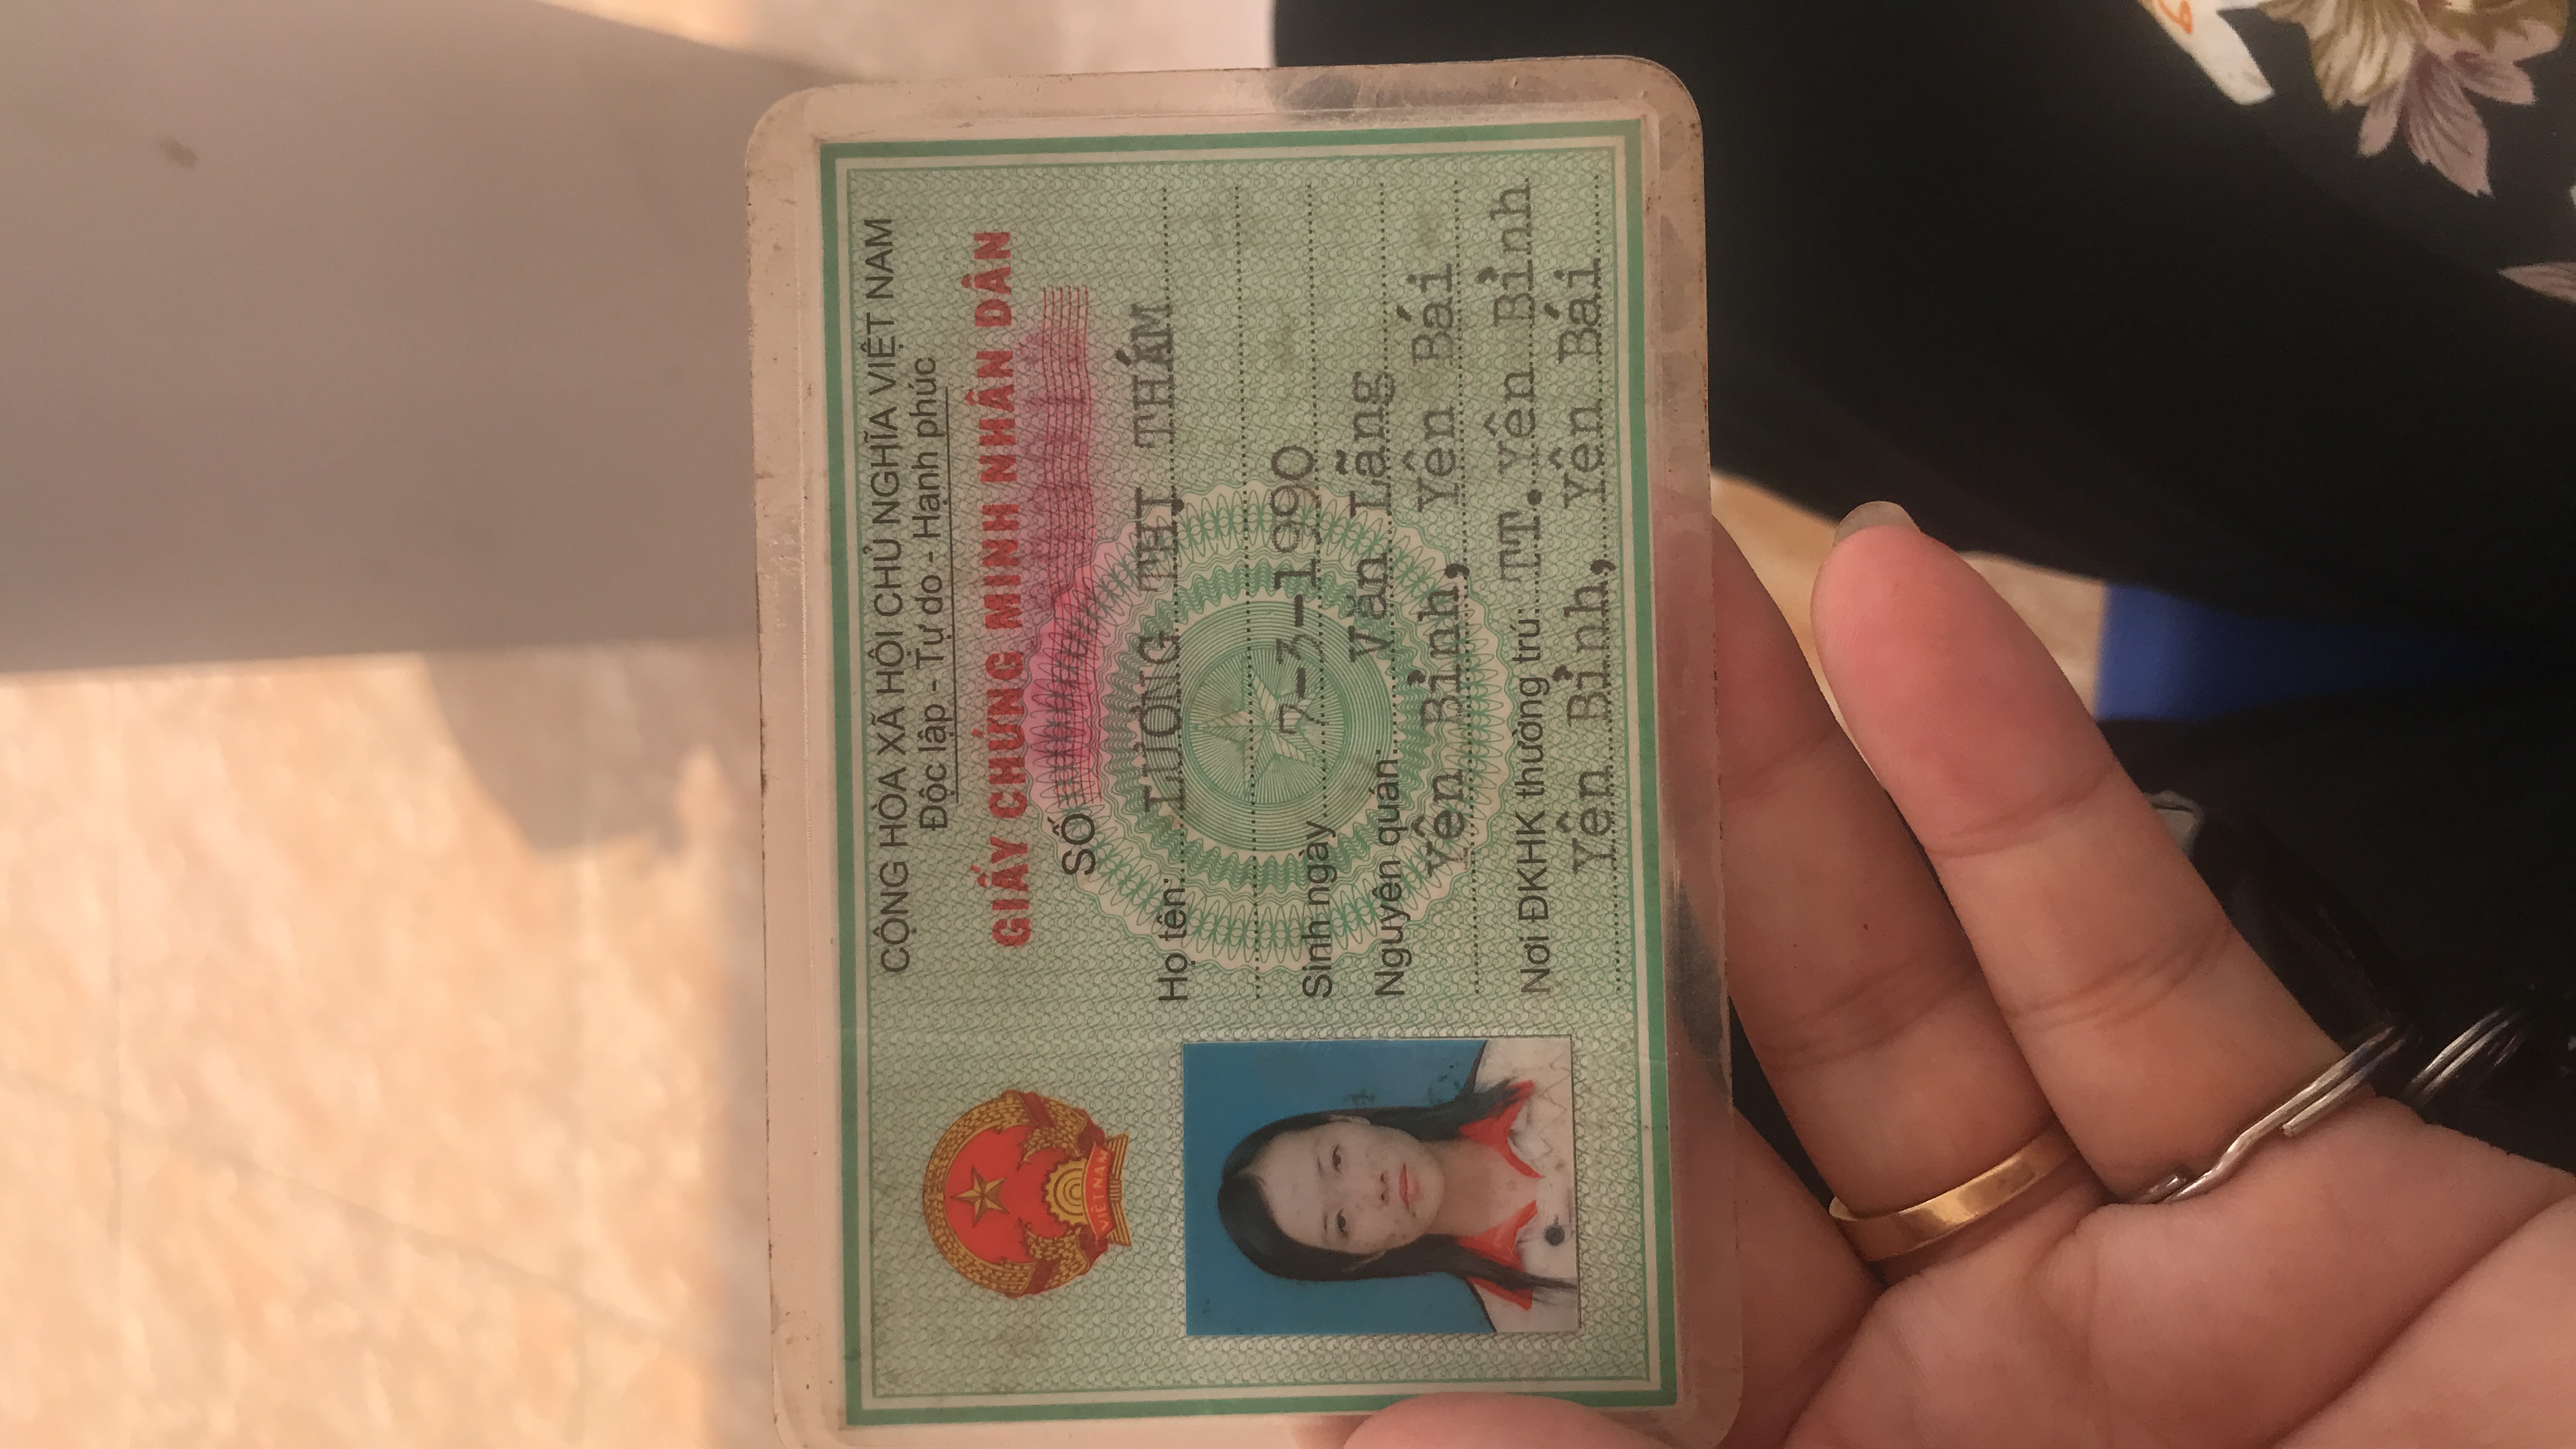 CỘNG HÒA XÃ HỘI CHỦ NGHĨA VIỆT NAM
Độc lập - Tự do - Hạnh phúc
GIẤY CHỨNG MINH NHÂN DÂN
SỐ
VIỆT NAM
Họ tên: LƯƠNG THỊ THẮM
Sinh ngày 7-3-1990
Nguyên quán: Văn Lãng
Yên Bình, Yên Bái
Nơi ĐKHK thường trú: TT.Yên Bình
Yên Bình, Yên Bái